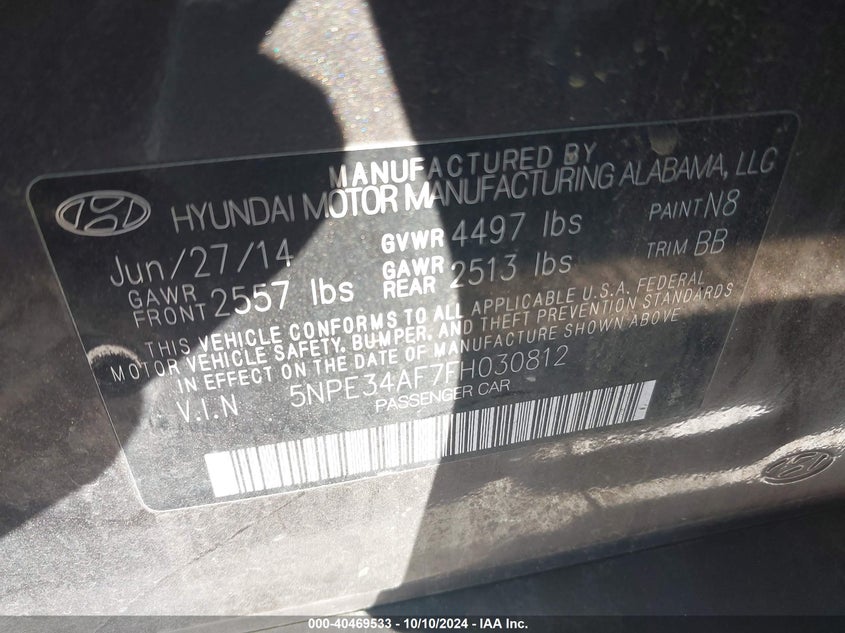 MANUFACTURED BY
HYUNDAI MOTOR MANUFACTURING ALABAMA, LLC
Jun/27/14 GVWR 4497 lbs PAINT N8
GAWR FRONT 2557 lbs GAWR REAR 2513 lbs TRIM BB
THIS VEHICLE CONFORMS TO ALL APPLICABLE U.S.A. FEDERAL
MOTOR VEHICLE SAFETY, BUMPER, AND THEFT PREVENTION STANDARDS
IN EFFECT ON THE DATE OF MANUFACTURE SHOWN ABOVE
V.I.N 5NPE34AF7FH030812
PASSENGER CAR
000-40469533 - 10/10/2024 - IAA Inc.